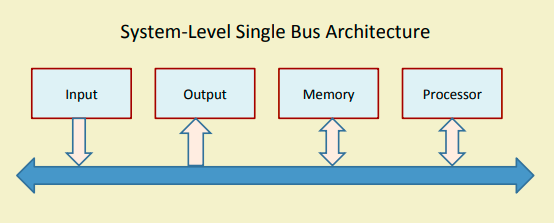 System-Level Single Bus Architecture
Input
Output
Memory
Processor